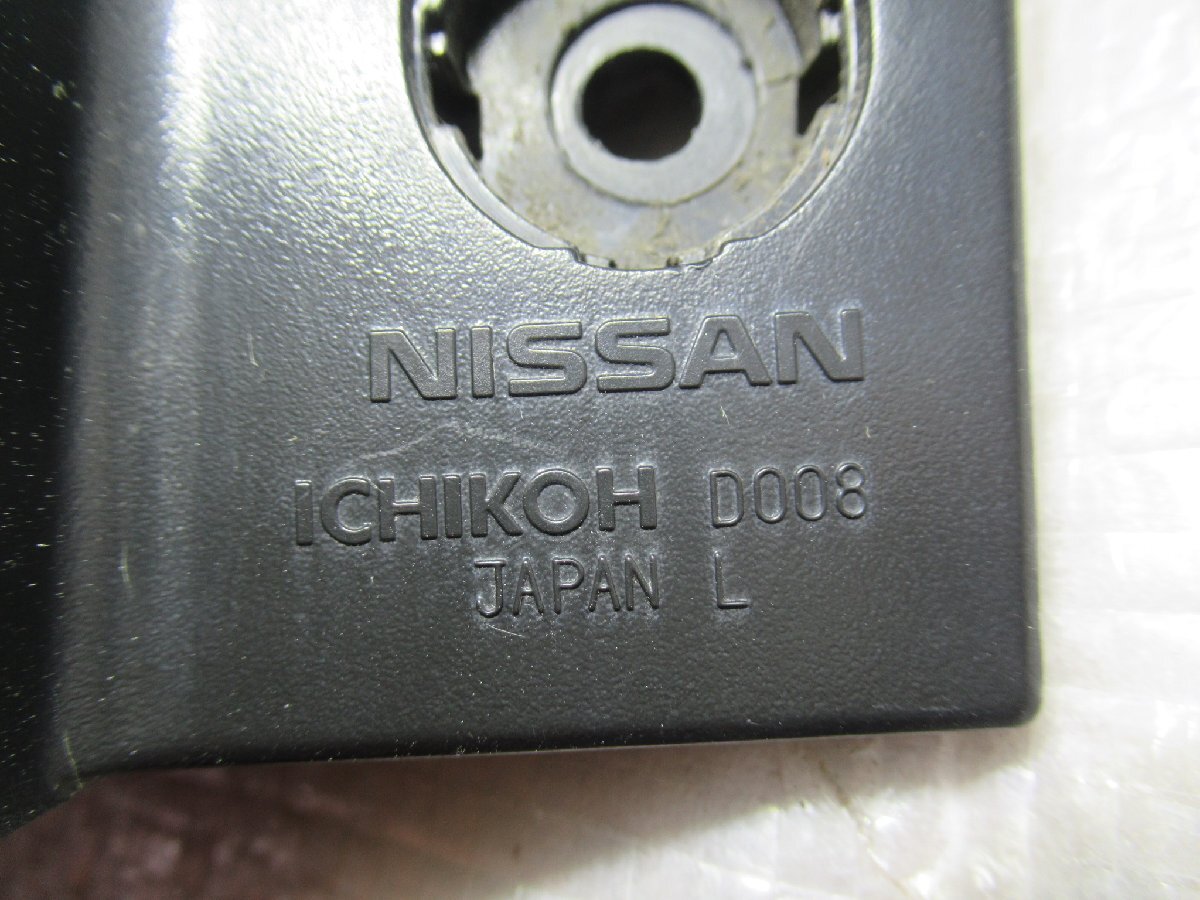 NISSAN
ICHIKOH D008
JAPAN L